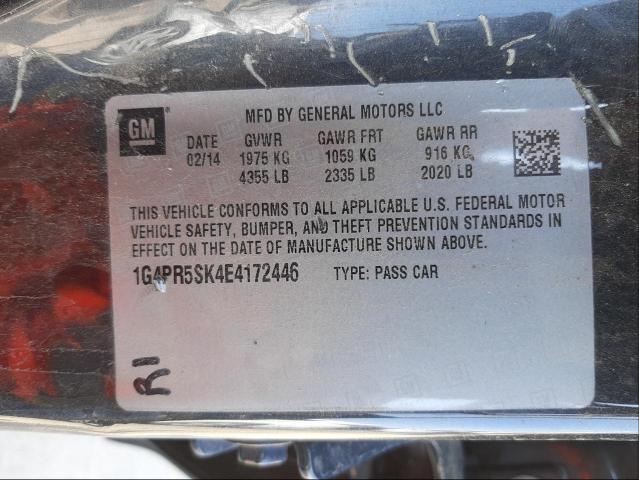 GM
MFD BY GENERAL MOTORS LLC
DATE GVWR GAWR FRT GAWR RR
02/14 1975 KG 1059 KG 916 KG
4355 LB 2335 LB 2020 LB
THIS VEHICLE CONFORMS TO ALL APPLICABLE U.S. FEDERAL MOTOR
VEHICLE SAFETY, BUMPER, AND THEFT PREVENTION STANDARDS IN
EFFECT ON THE DATE OF MANUFACTURE SHOWN ABOVE.
1G4PR5SK4E4172446 TYPE: PASS CAR
R1